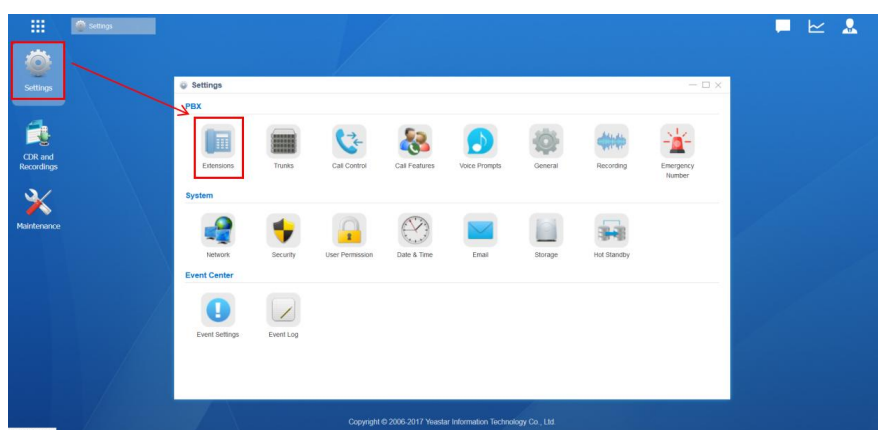 Settings
Settings
CDR and
Recordings
Maintenance
Settings
PBX
Extensions Trunks Call Control Call Features Voice Prompts General Recording Emergency
Number
System
Network Security User Permission Date & Time Email Storage Hot Standby
Event Center
Event Settings Event Log
Copyright © 2006-2017 Yeastar Information Technology Co., Ltd.